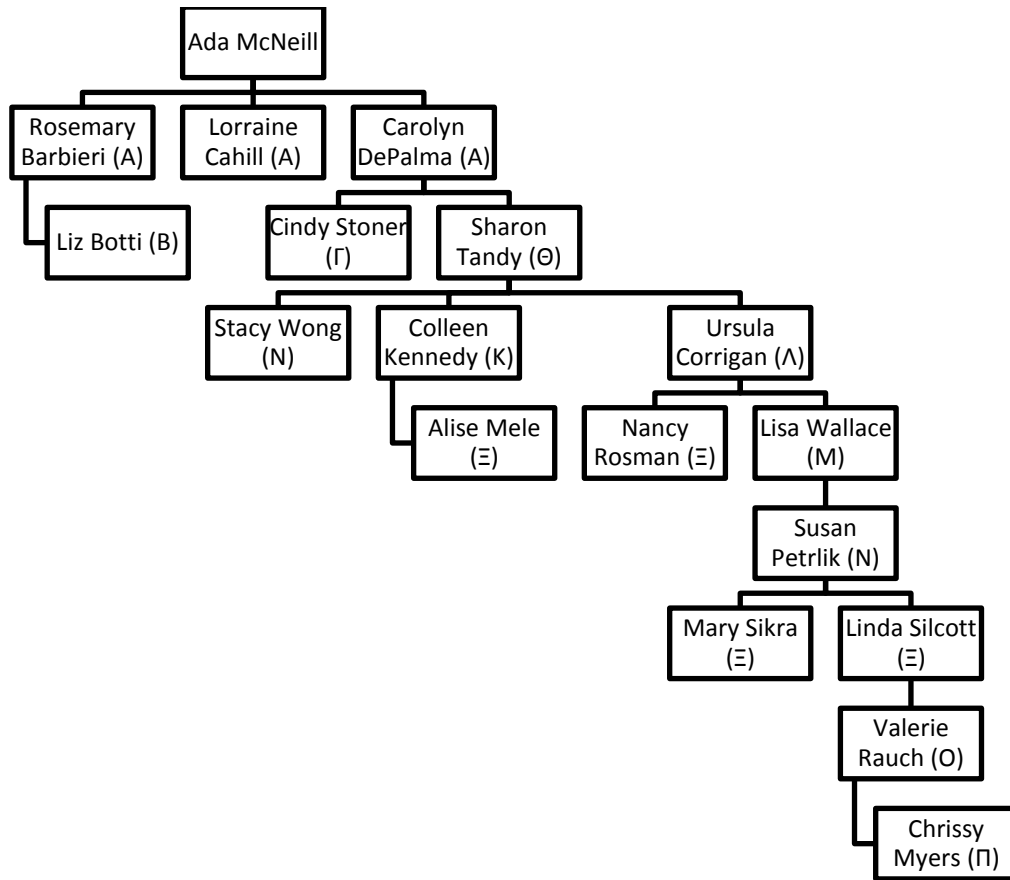 Ada McNeill
Rosemary
Barbieri (Α)
Lorraine
Cahill (Α)
Carolyn
DePalma (Α)
Liz Botti (Β)
Cindy Stoner
(Γ)
Sharon
Tandy (Θ)
Stacy Wong
(Ν)
Colleen
Kennedy (Κ)
Ursula
Corrigan (Λ)
Alise Mele
(Ξ)
Nancy
Rosman (Ξ)
Lisa Wallace
(Μ)
Susan
Petrlik (Ν)
Mary Sikra
(Ξ)
Linda Silcott
(Ξ)
Valerie
Rauch (Ο)
Chrissy
Myers (Π)